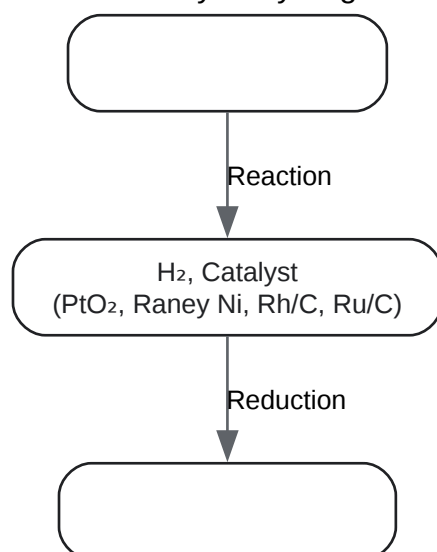 Reaction
H₂, Catalyst
(PtO₂, Raney Ni, Rh/C, Ru/C)
Reduction